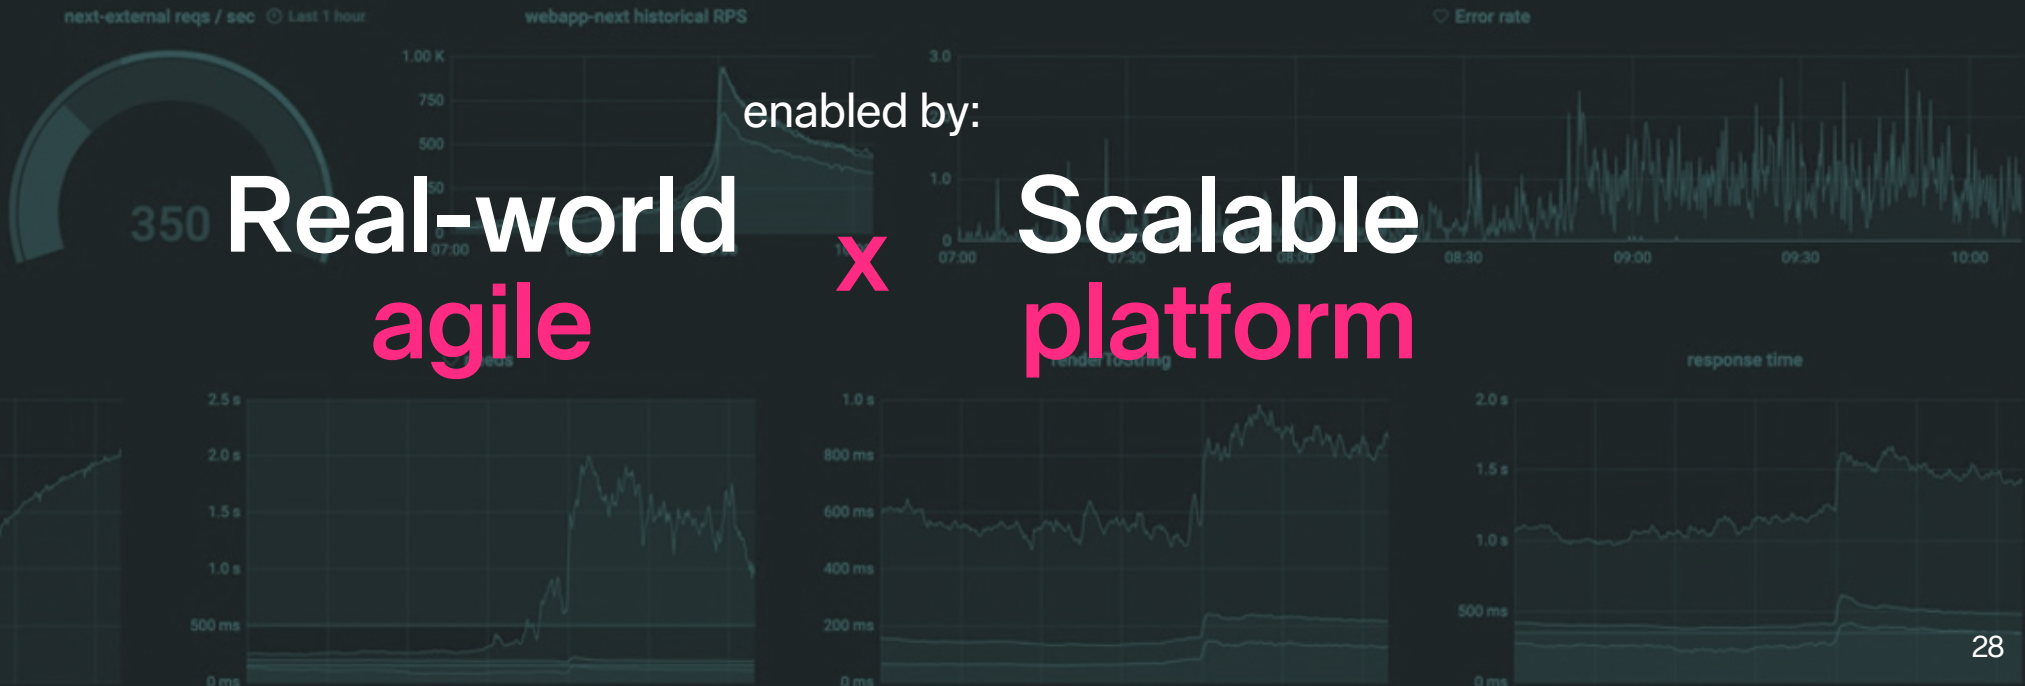 next-external reqs / sec Last 1 hour
webapp-next historical RPS
Error rate
1.00 K
750
500
0
07:00
350
3.0
1.0
0
07:00
07:30
08:00
08:30
09:00
09:30
10:00
enabled by:
Real-world
agile
x
Scalable
platform
2.5 s
2.0 s
1.5 s
1.0 s
500 ms
0 ms
renderToString
1.0 s
800 ms
600 ms
400 ms
200 ms
0 ms
response time
2.0 s
1.5 s
1.0 s
500 ms
0 ms
28